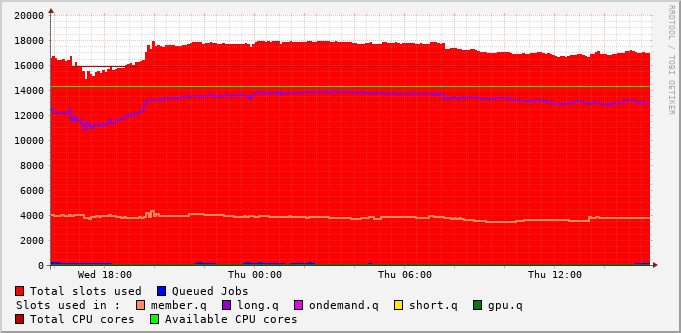 20000
18000
16000
14000
12000
10000
8000
6000
4000
2000
0
Wed 18:00 Thu 00:00 Thu 06:00 Thu 12:00
RRDTOOL / TOBI OETIKER
Total slots used Queued Jobs
Slots used in : member.q long.q ondemand.q short.q gpu.q
Total CPU cores Available CPU cores